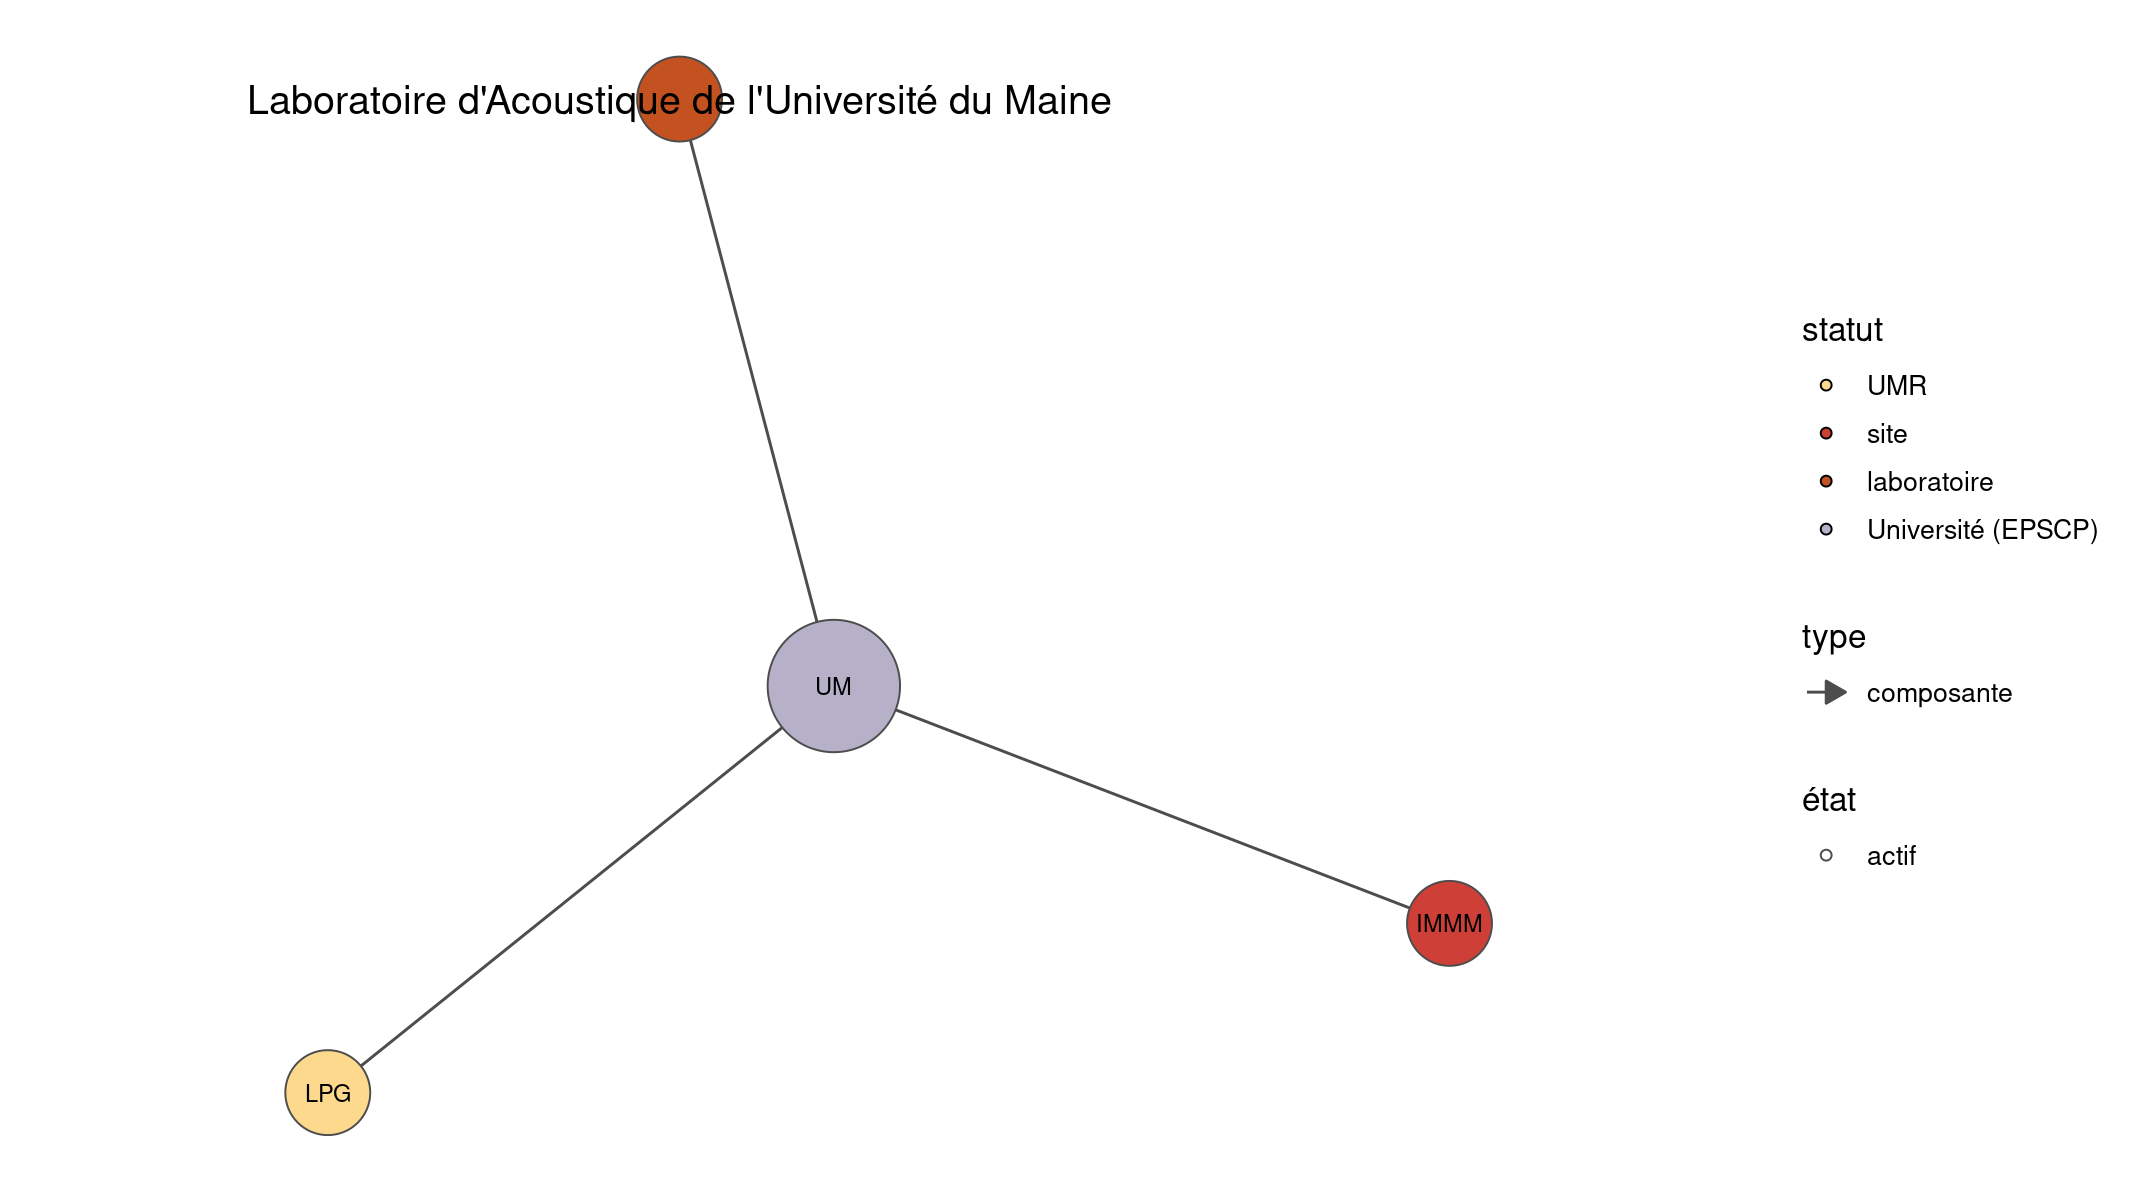 Laboratoire d'Acoustique de l'Université du Maine
UM
IMMM
LPG
statut
UMR
site
laboratoire
Université (EPSCP)
type
composante
état
actif